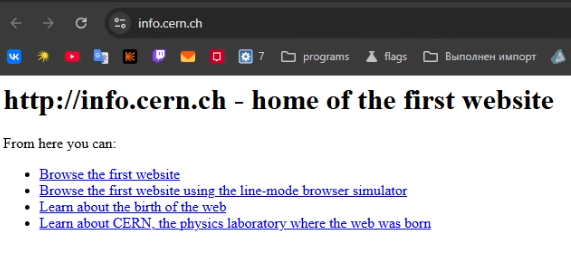 info.cern.ch
7 programs flags Выполнен импорт
http://info.cern.ch - home of the first website
From here you can:
Browse the first website
Browse the first website using the line-mode browser simulator
Learn about the birth of the web
Learn about CERN, the physics laboratory where the web was born